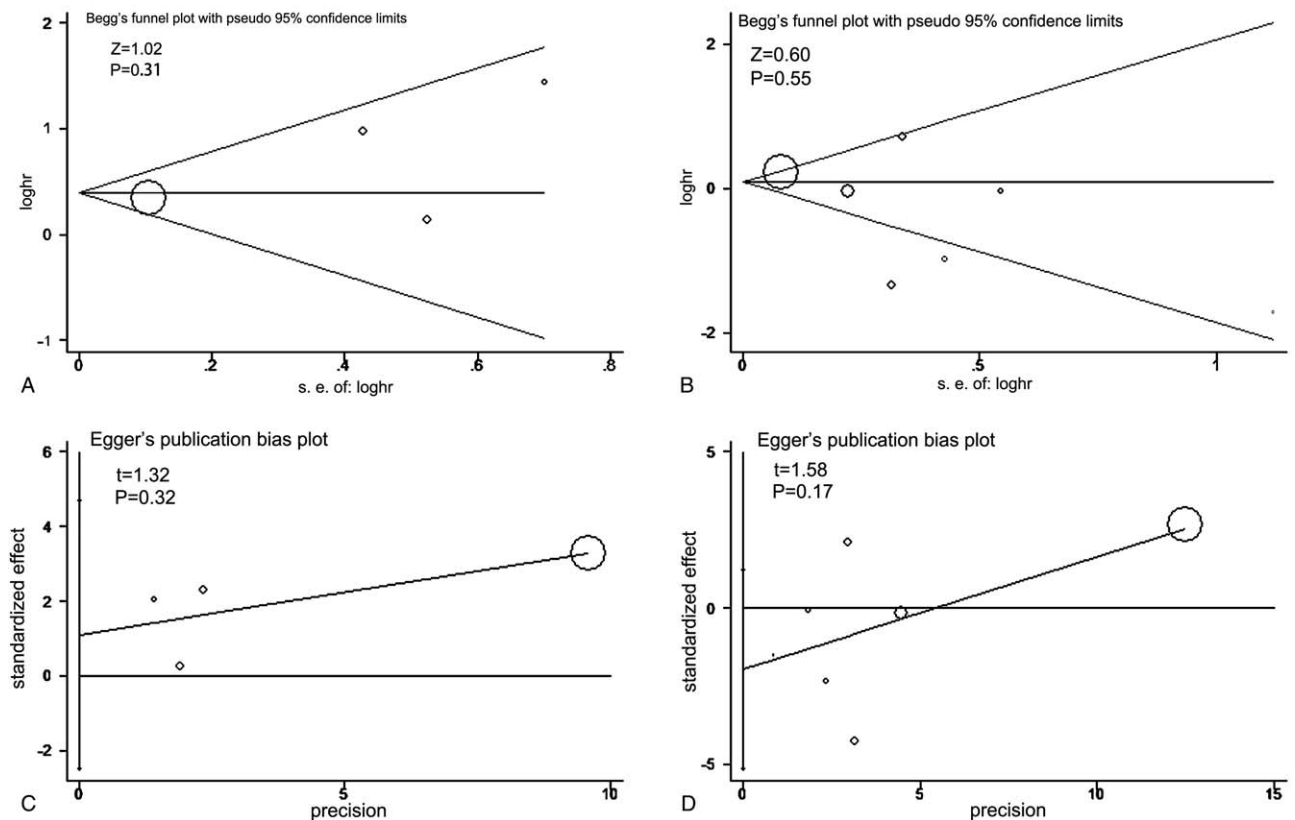 Begg's funnel plot with pseudo 95% confidence limits
Z=1.02
P=0.31
2
1
0
-1
loghr
0
.2
.4
.6
.8
s. e. of: loghr
A
Begg's funnel plot with pseudo 95% confidence limits
Z=0.60
P=0.55
2
0
-2
loghr
0
.5
1
s. e. of: loghr
B
Egger's publication bias plot
t=1.32
P=0.32
6
4
2
0
-2
standardized effect
0
5
10
precision
C
Egger's publication bias plot
t=1.58
P=0.17
5
0
-5
standardized effect
0
5
10
15
precision
D